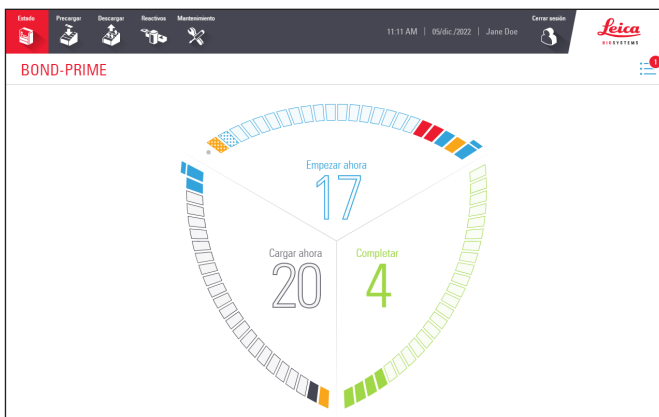 Estado
Precargar
Descargar
Reactivos
Mantenimiento
11:11 AM | 05/dic./2022 | Jane Doe
Cerrar sesión
Leica
BIOSYSTEMS
BOND-PRIME
1
Empezar ahora
17
Cargar ahora
20
Completar
4